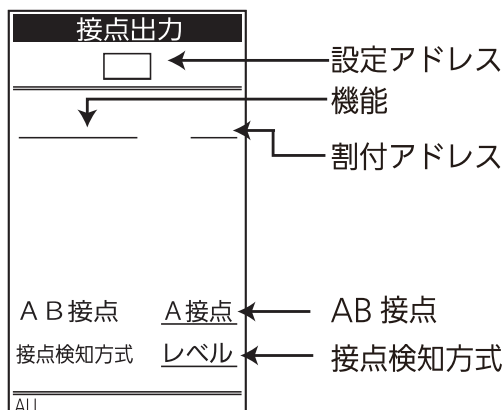 接点出力
設定アドレス
機能
割付アドレス
ＡＢ接点 A接点 AB 接点
接点検知方式 レベル 接点検知方式